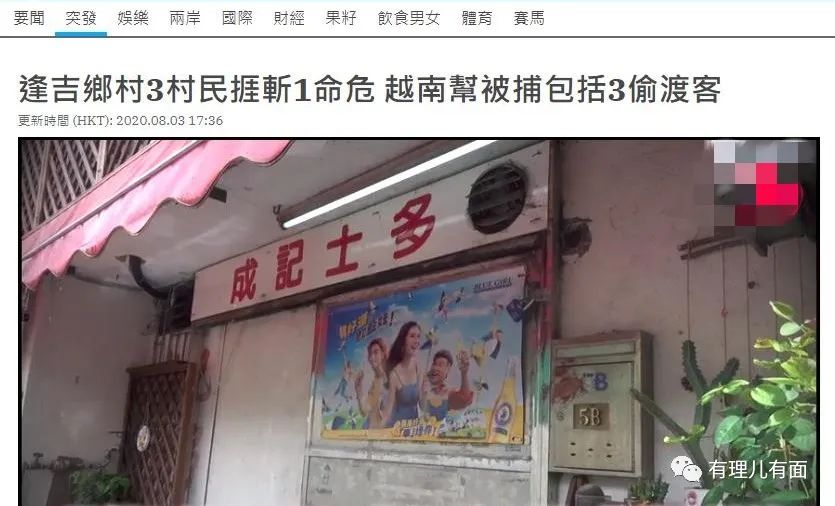 要聞 突發 娛樂 兩岸 國際 財經 果籽 飲食男女 體育 賽馬
逢吉鄉村3村民捱斬1命危 越南幫被捕包括3偷渡客
更新時間 (HKT): 2020.08.03 17:36
成記士多
BLUE GIRL
5B
有理儿有面